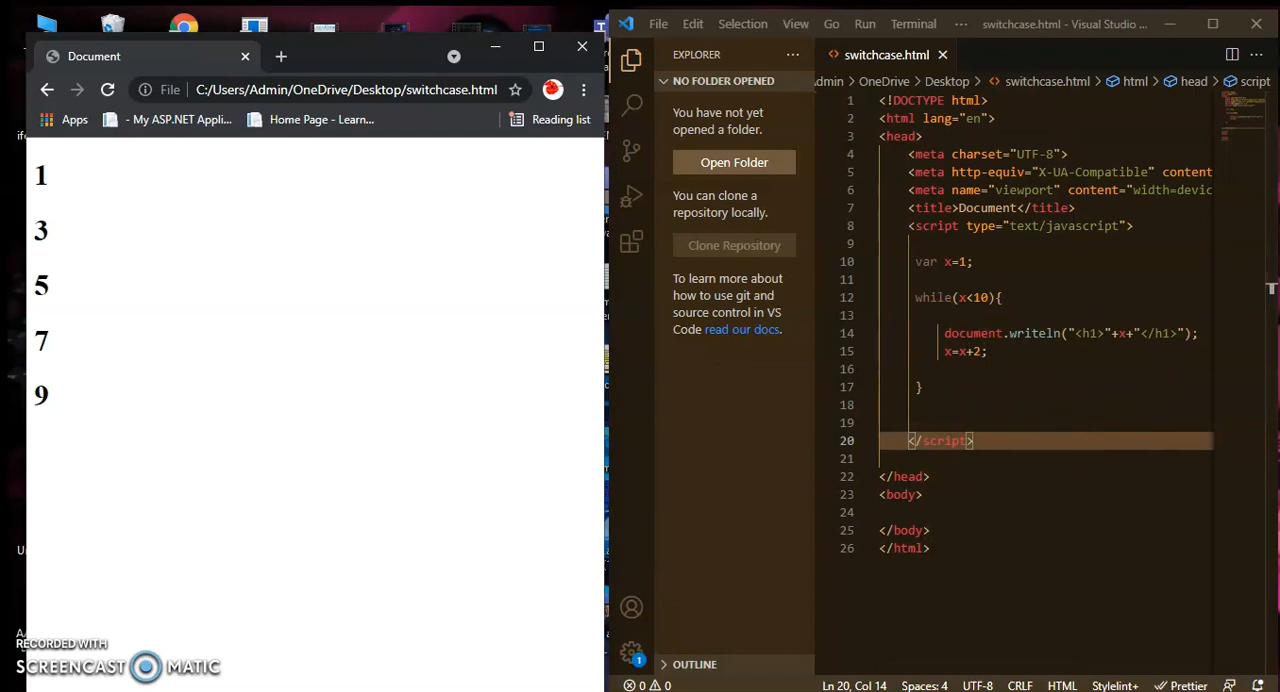 Document
File C:/Users/Admin/OneDrive/Desktop/switchcase.html
Apps - My ASP.NET Appli... Home Page - Learn... Reading list
1
3
5
7
9
RECORDED WITH
SCREENCAST MATIC
File Edit Selection View Go Run Terminal ··· switchcase.html - Visual Studio ...
EXPLORER ···
NO FOLDER OPENED
You have not yet
opened a folder.
Open Folder
You can clone a
repository locally.
Clone Repository
To learn more about
how to use git and
source control in VS
Code read our docs.
OUTLINE
1
switchcase.html
dmin > OneDrive > Desktop > switchcase.html > html > head > script
1 <!DOCTYPE html>
2 <html lang="en">
3 <head>
4 <meta charset="UTF-8">
5 <meta http-equiv="X-UA-Compatible" content
6 <meta name="viewport" content="width=devic
7 <title>Document</title>
8 <script type="text/javascript">
9
10 var x=1;
11
12 while(x<10){
13
14 document.writeln("<h1>"+x+"</h1>");
15 x=x+2;
16
17 }
18
19
20 </script>
21
22 </head>
23 <body>
24
25 </body>
26 </html>
0 0 Ln 20, Col 14 Spaces: 4 UTF-8 CRLF HTML Stylelint+ Prettier